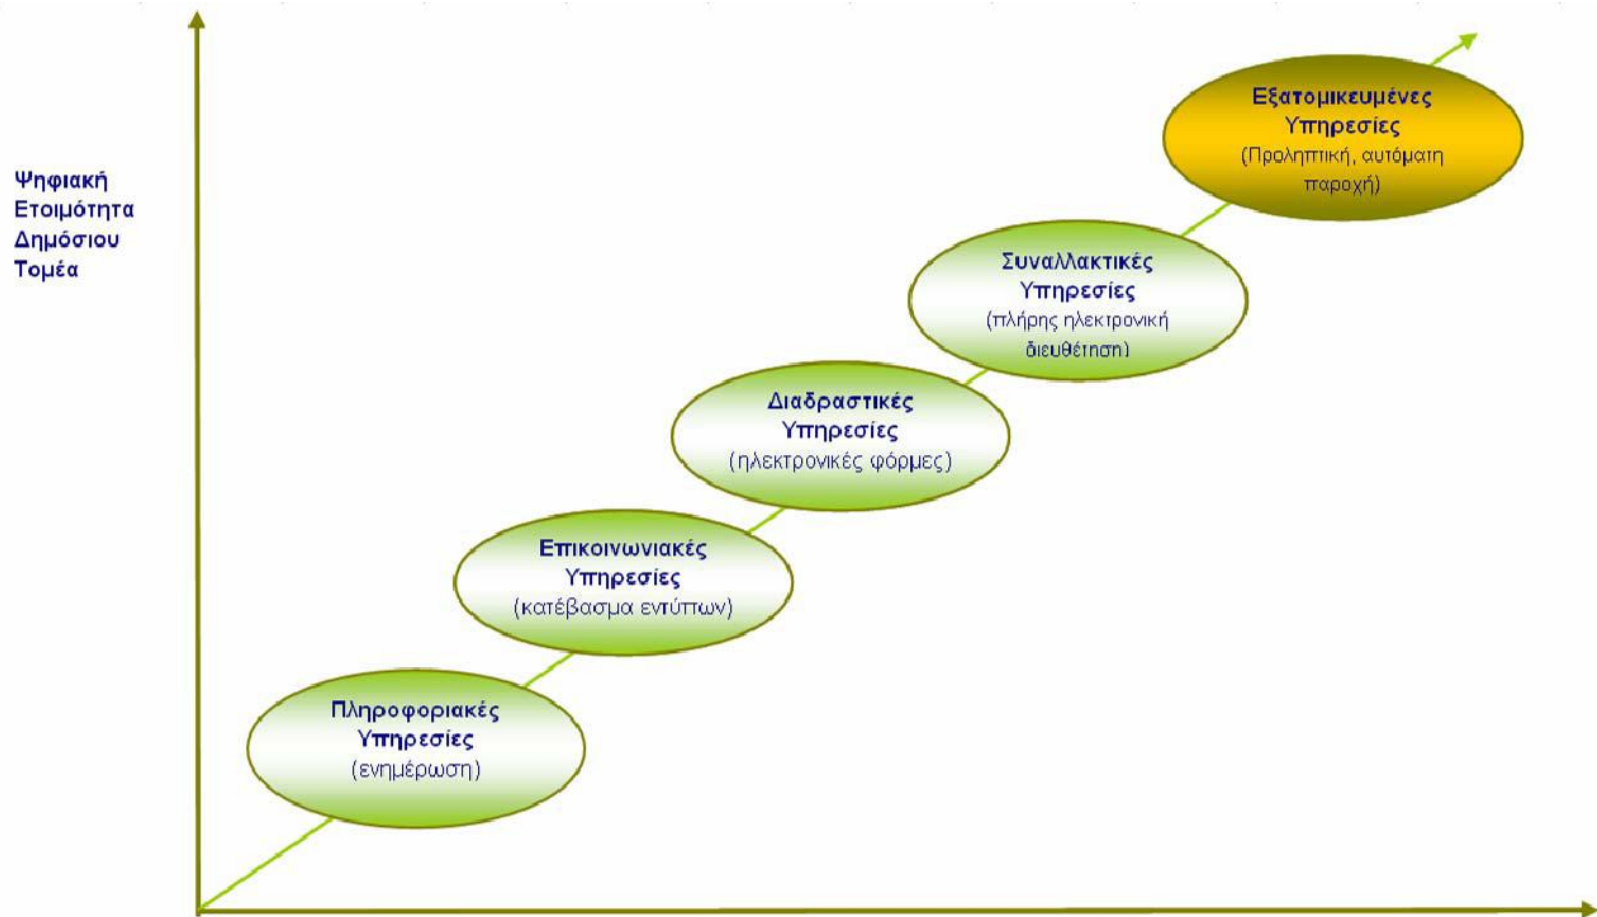 Εξατομικευμένες
Υπηρεσίες
(Προληπτική, αυτόματη
παροχή)
Ψηφιακή
Ετοιμότητα
Δημόσιου
Τομέα
Συναλλακτικές
Υπηρεσίες
(πλήρης ηλεκτρονική
διευθέτηση)
Διαδραστικές
Υπηρεσίες
(ηλεκτρονικές φόρμες)
Επικοινωνιακές
Υπηρεσίες
(κατέβασμα εντύπων)
Πληροφοριακές
Υπηρεσίες
(ενημέρωση)